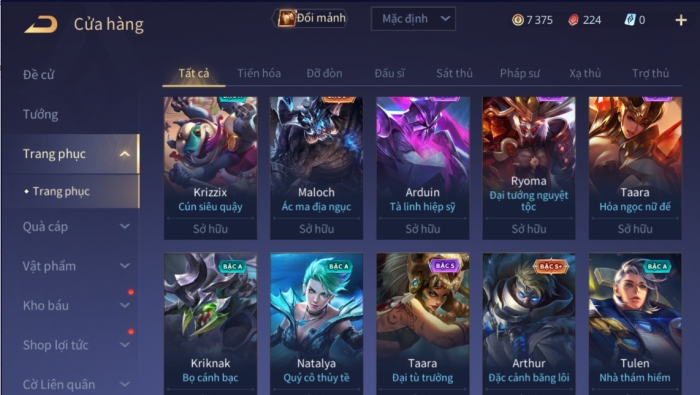 Cửa hàng
Đổi mảnh
Mặc định
7 375
224
0
Đề cử
Tất cả
Tiến hóa
Đỡ đòn
Đấu sĩ
Sát thủ
Pháp sư
Xạ thủ
Trợ thủ
Tướng
Trang phục
Trang phục
Quà cáp
Vật phẩm
Kho báu
Shop lợi tức
Cờ Liên quân
Krizzix
Cún siêu quậy
Sở hữu
Maloch
Ác ma địa ngục
Sở hữu
Arduin
Tà linh hiệp sỹ
Sở hữu
Ryoma
Đại tướng nguyệt
tộc
Sở hữu
Taara
Hỏa ngọc nữ đế
Sở hữu
BẬC A
Kriknak
Bọ cánh bạc
BẬC A
Natalya
Quý cô thủy tề
BẬC S
Taara
Đại tù trưởng
BẬC S+
Arthur
Đặc cảnh băng lôi
BẬC A
Tulen
Nhà thám hiểm